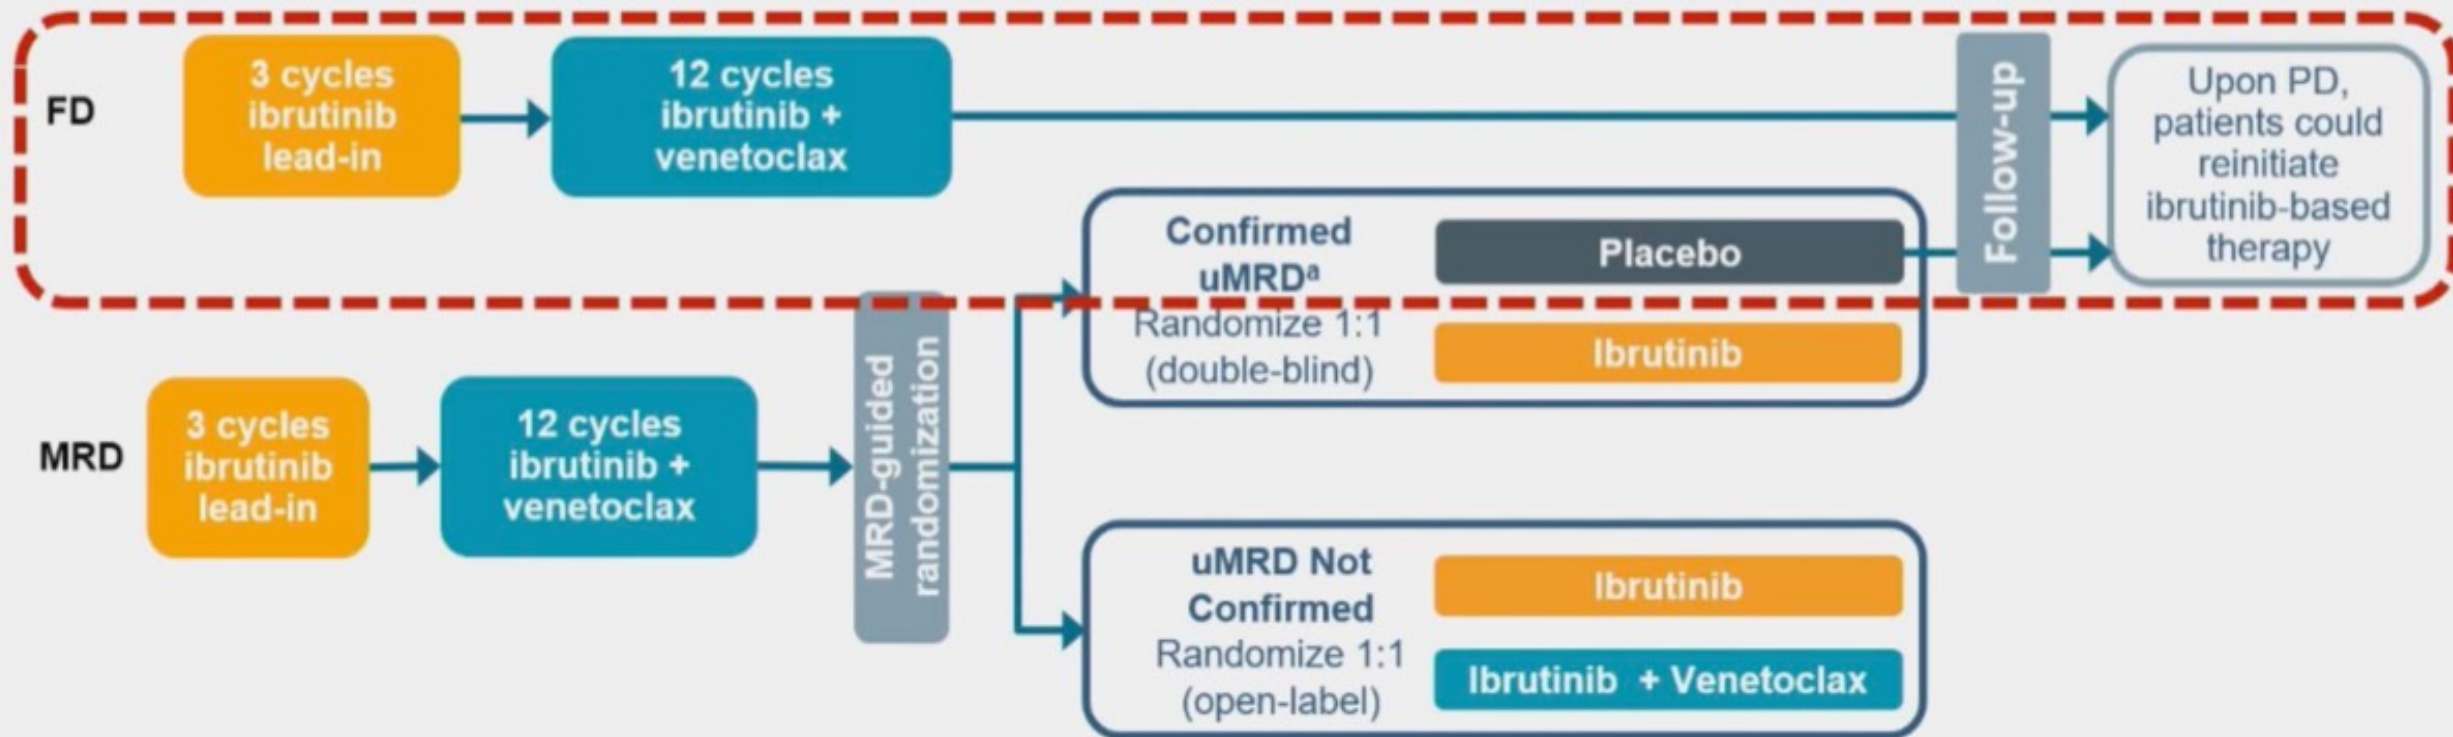 FD
3 cycles
ibrutinib
lead-in
12 cycles
ibrutinib +
venetoclax
Follow-up
Upon PD,
patients could
reinitiate
ibrutinib-based
therapy
Confirmed
uMRDᵃ
Randomize 1:1
(double-blind)
Placebo
Ibrutinib
MRD
3 cycles
ibrutinib
lead-in
12 cycles
ibrutinib +
venetoclax
MRD-guided
randomization
uMRD Not
Confirmed
Randomize 1:1
(open-label)
Ibrutinib
Ibrutinib + Venetoclax